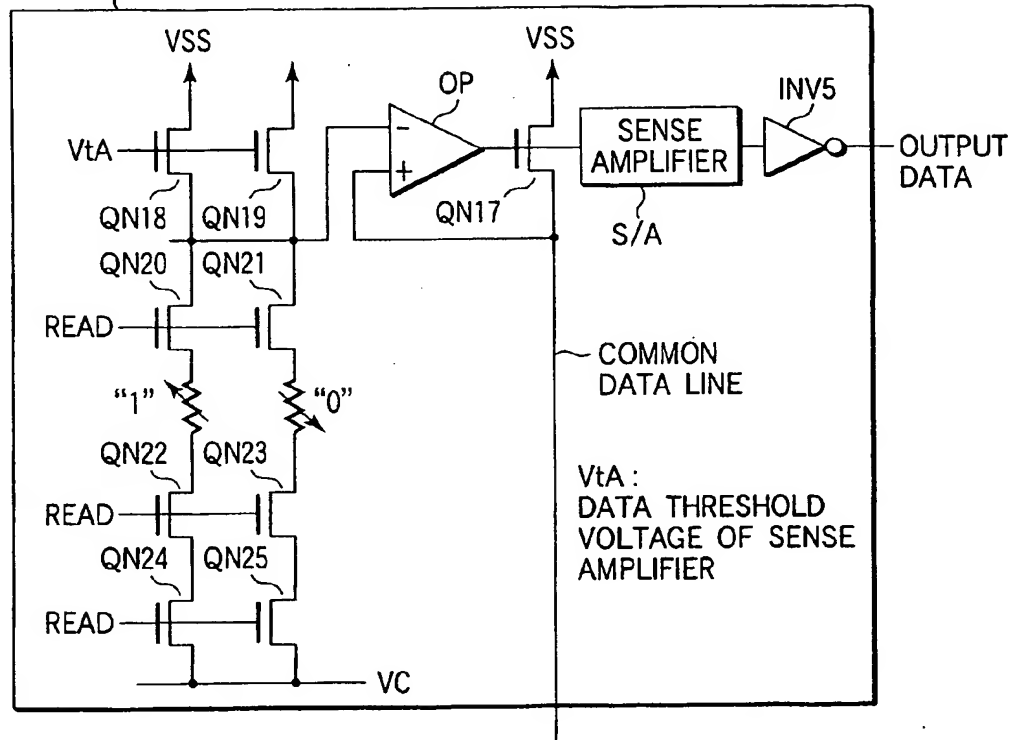 VSS
VSS
OP
INV5
VtA
SENSE
AMPLIFIER
OUTPUT
DATA
QN18
QN19
QN17
S/A
QN20
QN21
READ
COMMON
DATA LINE
"1"
"0"
QN22
QN23
READ
VtA :
DATA THRESHOLD
VOLTAGE OF SENSE
AMPLIFIER
QN24
QN25
READ
VC